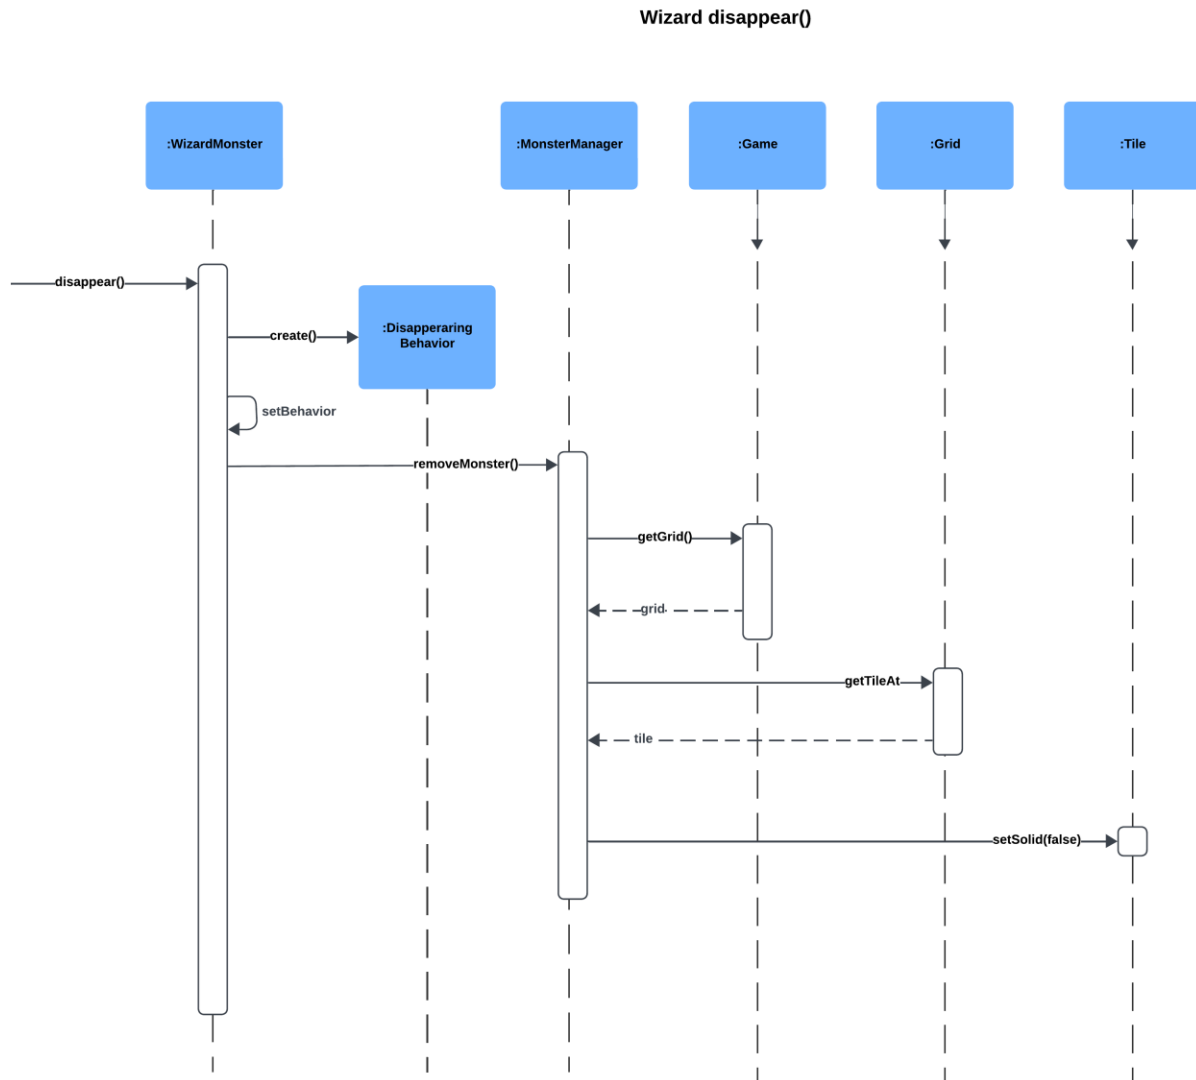 Wizard disappear()
:WizardMonster
:MonsterManager
:Game
:Grid
:Tile
disappear()
:Disapperaring
Behavior
create()
setBehavior
removeMonster()
getGrid()
grid
getTileAt
tile
setSolid(false)